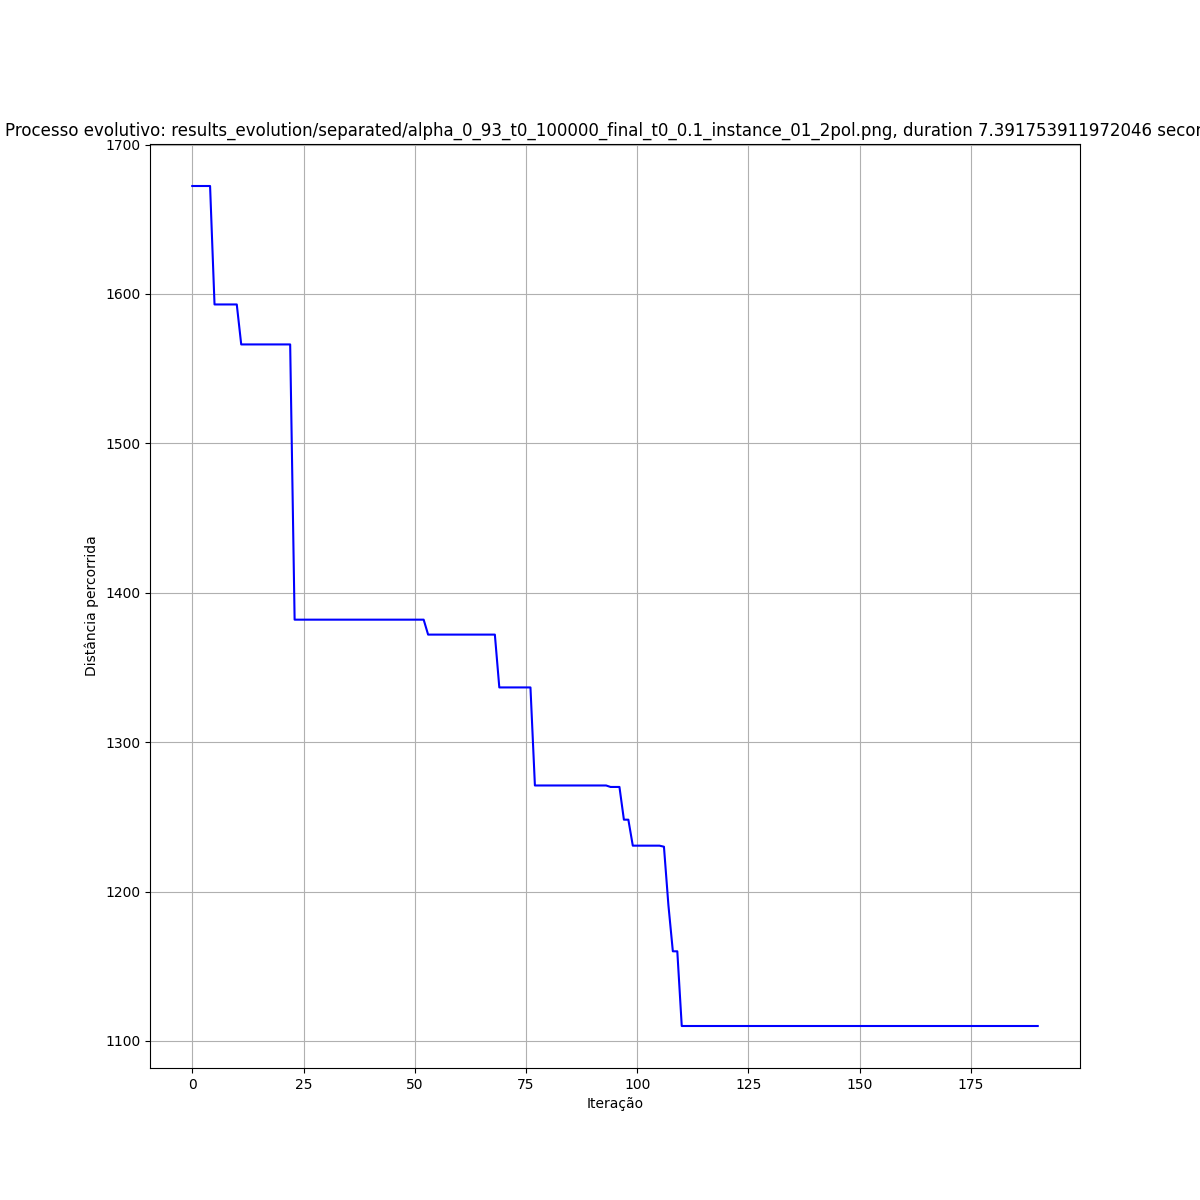 Processo evolutivo: results_evolution/separated/alpha_0_93_t0_100000_final_t0_0.1_instance_01_2pol.png, duration 7.391753911972046 secon
1700
1600
1500
1400
1300
1200
1100
Distância percorrida
0 25 50 75 100 125 150 175
Iteração